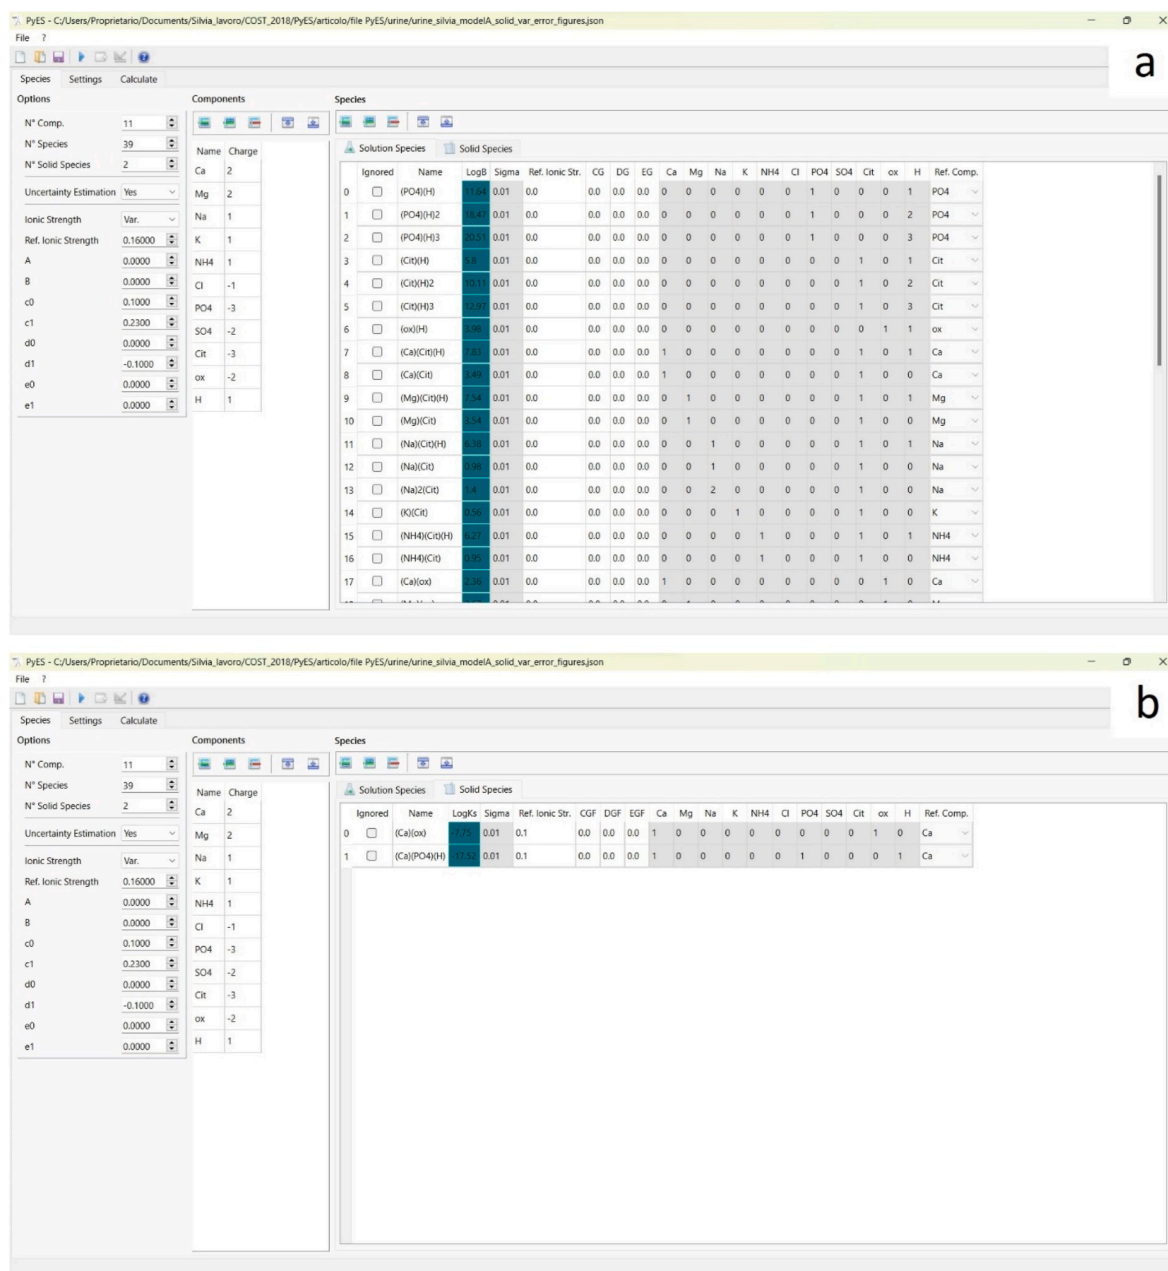 PyES - C:/Users/Proprietario/Documents/Silvia_lavoro/COST_2018/PyES/articolo/file PyES/urine/urine_silvia_modelA_solid_var_error_figures.json
File ?
a
Species Settings Calculate
Options Components Species
N° Comp. 11
N° Species 39
N° Solid Species 2
Uncertainty Estimation Yes
Ionic Strength Var.
Ref. Ionic Strength 0.16000
A 0.0000
B 0.0000
c0 0.1000
c1 0.2300
d0 0.0000
d1 -0.1000
e0 0.0000
e1 0.0000
Name Charge
Ca 2
Mg 2
Na 1
K 1
NH4 1
Cl -1
PO4 -3
SO4 -2
Cit -3
ox -2
H 1
Solution Species Solid Species
Ignored Name LogB Sigma Ref. Ionic Str. CG DG EG Ca Mg Na K NH4 Cl PO4 SO4 Cit ox H Ref. Comp.
0 (PO4)(H) 11.64 0.01 0.0 0.0 0.0 0.0 0 0 0 0 0 0 1 0 0 0 1 PO4
1 (PO4)(H)2 18.47 0.01 0.0 0.0 0.0 0.0 0 0 0 0 0 0 1 0 0 0 2 PO4
2 (PO4)(H)3 20.51 0.01 0.0 0.0 0.0 0.0 0 0 0 0 0 0 1 0 0 0 3 PO4
3 (Cit)(H) 5.8 0.01 0.0 0.0 0.0 0.0 0 0 0 0 0 0 0 0 1 0 1 Cit
4 (Cit)(H)2 10.11 0.01 0.0 0.0 0.0 0.0 0 0 0 0 0 0 0 0 1 0 2 Cit
5 (Cit)(H)3 12.97 0.01 0.0 0.0 0.0 0.0 0 0 0 0 0 0 0 0 1 0 3 Cit
6 (ox)(H) 3.98 0.01 0.0 0.0 0.0 0.0 0 0 0 0 0 0 0 0 0 1 1 ox
7 (Ca)(Cit)(H) 7.83 0.01 0.0 0.0 0.0 0.0 1 0 0 0 0 0 0 0 1 0 1 Ca
8 (Ca)(Cit) 3.49 0.01 0.0 0.0 0.0 0.0 1 0 0 0 0 0 0 0 1 0 0 Ca
9 (Mg)(Cit)(H) 7.54 0.01 0.0 0.0 0.0 0.0 0 1 0 0 0 0 0 0 1 0 1 Mg
10 (Mg)(Cit) 3.54 0.01 0.0 0.0 0.0 0.0 0 1 0 0 0 0 0 0 1 0 0 Mg
11 (Na)(Cit)(H) 6.38 0.01 0.0 0.0 0.0 0.0 0 0 1 0 0 0 0 0 1 0 1 Na
12 (Na)(Cit) 0.98 0.01 0.0 0.0 0.0 0.0 0 0 1 0 0 0 0 0 1 0 0 Na
13 (Na)2(Cit) 1.4 0.01 0.0 0.0 0.0 0.0 0 0 2 0 0 0 0 0 1 0 0 Na
14 (K)(Cit) 0.56 0.01 0.0 0.0 0.0 0.0 0 0 0 1 0 0 0 0 1 0 0 K
15 (NH4)(Cit)(H) 6.27 0.01 0.0 0.0 0.0 0.0 0 0 0 0 1 0 0 0 1 0 1 NH4
16 (NH4)(Cit) 0.95 0.01 0.0 0.0 0.0 0.0 0 0 0 0 1 0 0 0 1 0 0 NH4
17 (Ca)(ox) 2.36 0.01 0.0 0.0 0.0 0.0 1 0 0 0 0 0 0 0 0 1 0 Ca
PyES - C:/Users/Proprietario/Documents/Silvia_lavoro/COST_2018/PyES/articolo/file PyES/urine/urine_silvia_modelA_solid_var_error_figures.json
File ?
b
Species Settings Calculate
Options Components Species
N° Comp. 11
N° Species 39
N° Solid Species 2
Uncertainty Estimation Yes
Ionic Strength Var.
Ref. Ionic Strength 0.16000
A 0.0000
B 0.0000
c0 0.1000
c1 0.2300
d0 0.0000
d1 -0.1000
e0 0.0000
e1 0.0000
Name Charge
Ca 2
Mg 2
Na 1
K 1
NH4 1
Cl -1
PO4 -3
SO4 -2
Cit -3
ox -2
H 1
Solution Species Solid Species
Ignored Name LogKs Sigma Ref. Ionic Str. CGF DGF EGF Ca Mg Na K NH4 Cl PO4 SO4 Cit ox H Ref. Comp.
0 (Ca)(ox) -7.75 0.01 0.1 0.0 0.0 0.0 1 0 0 0 0 0 0 0 0 1 0 Ca
1 (Ca)(PO4)(H) -17.52 0.01 0.1 0.0 0.0 0.0 1 0 0 0 0 0 1 0 0 0 1 Ca